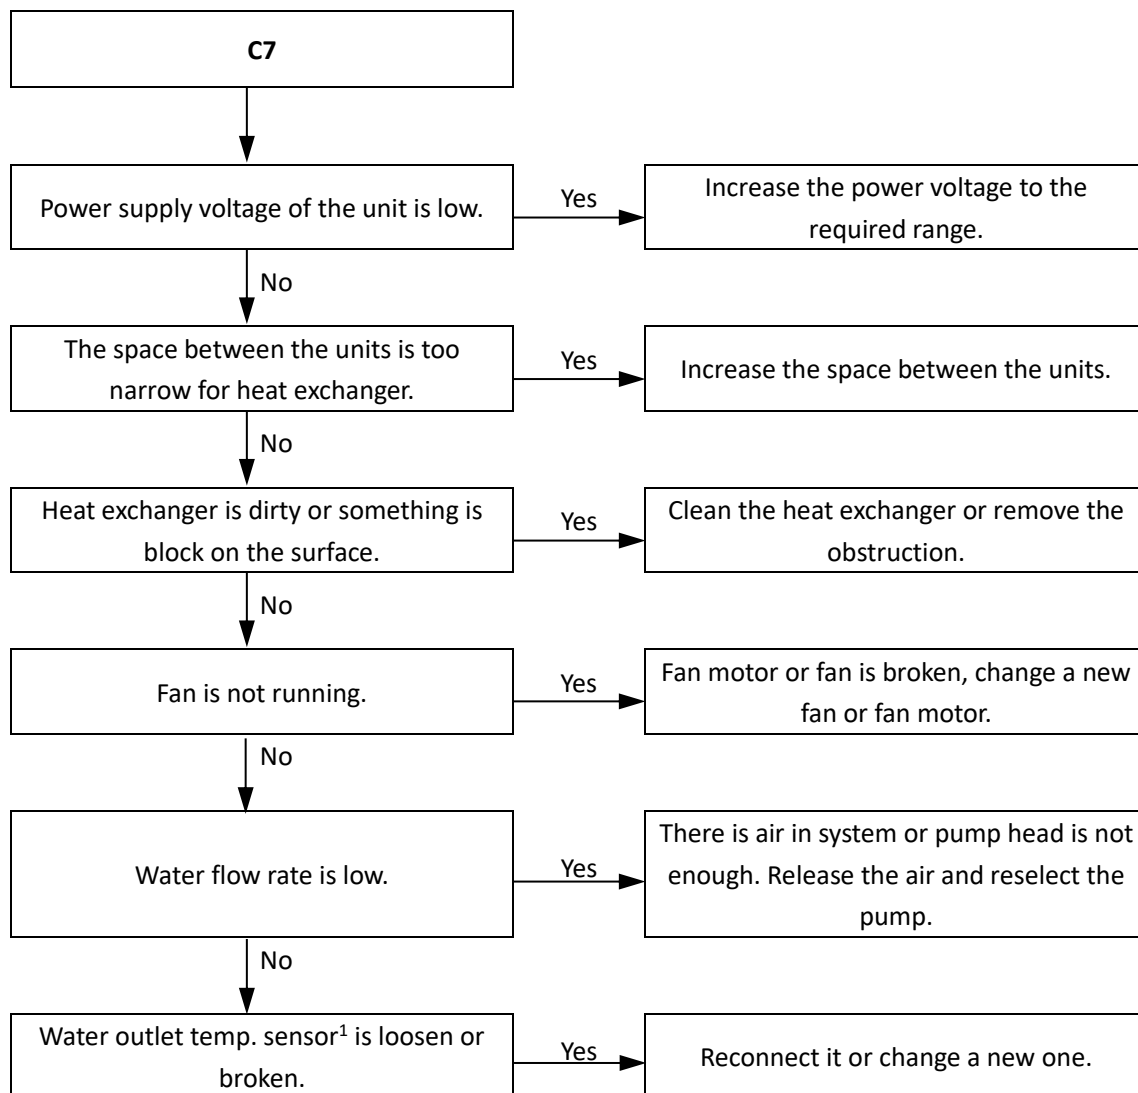 C7
Power supply voltage of the unit is low.
Yes
Increase the power voltage to the
required range.
No
The space between the units is too
narrow for heat exchanger.
Yes
Increase the space between the units.
No
Heat exchanger is dirty or something is
block on the surface.
Yes
Clean the heat exchanger or remove the
obstruction.
No
Fan is not running.
Yes
Fan motor or fan is broken, change a new
fan or fan motor.
No
Water flow rate is low.
Yes
There is air in system or pump head is not
enough. Release the air and reselect the
pump.
No
Water outlet temp. sensor¹ is loosen or
broken.
Yes
Reconnect it or change a new one.